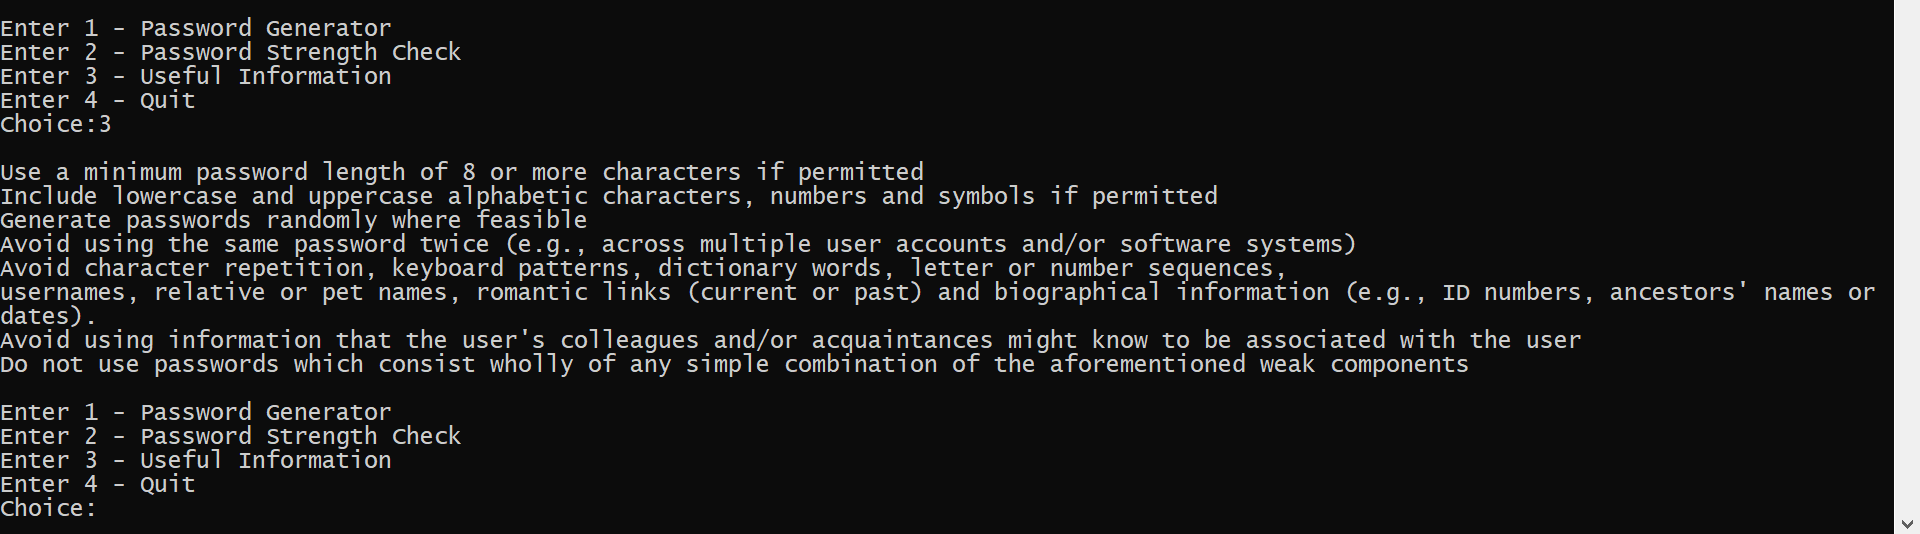 Enter 1 - Password Generator
Enter 2 - Password Strength Check
Enter 3 - Useful Information
Enter 4 - Quit
Choice:3
Use a minimum password length of 8 or more characters if permitted
Include lowercase and uppercase alphabetic characters, numbers and symbols if permitted
Generate passwords randomly where feasible
Avoid using the same password twice (e.g., across multiple user accounts and/or software systems)
Avoid character repetition, keyboard patterns, dictionary words, letter or number sequences,
usernames, relative or pet names, romantic links (current or past) and biographical information (e.g., ID numbers, ancestors' names or
dates).
Avoid using information that the user's colleagues and/or acquaintances might know to be associated with the user
Do not use passwords which consist wholly of any simple combination of the aforementioned weak components
Enter 1 - Password Generator
Enter 2 - Password Strength Check
Enter 3 - Useful Information
Enter 4 - Quit
Choice: